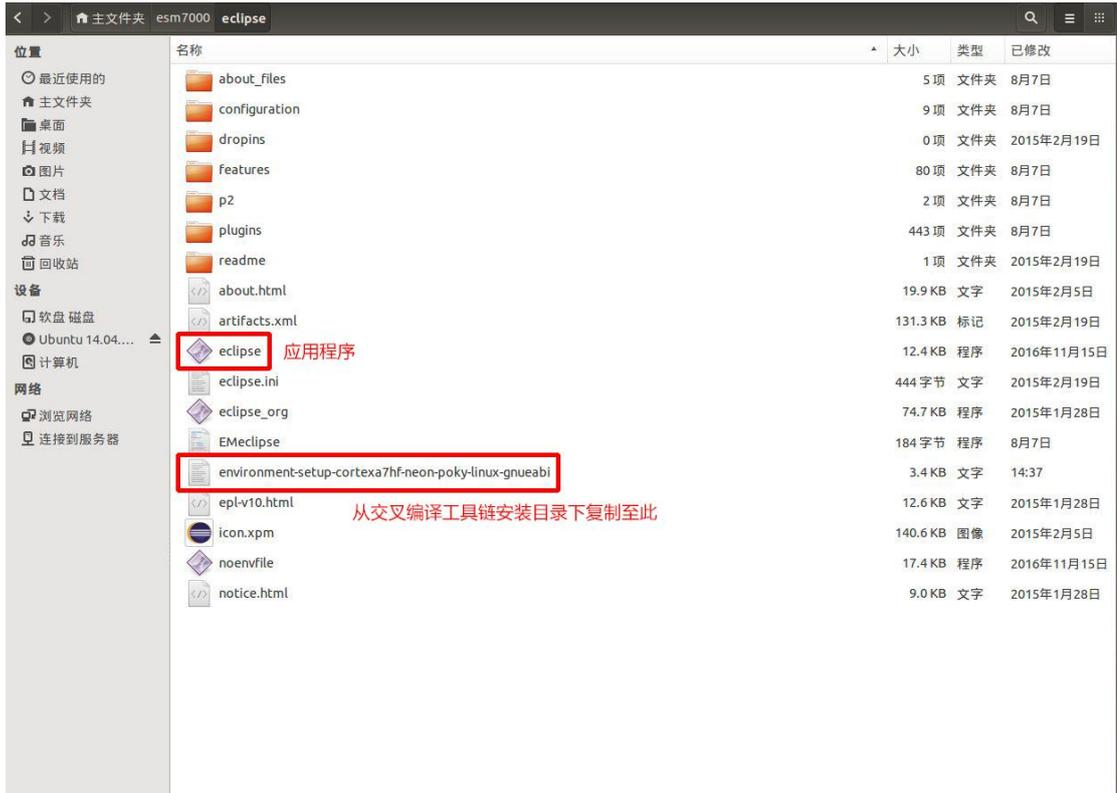 主文件夹 esm7000 eclipse
位置
最近使用的
主文件夹
桌面
视频
图片
文档
下载
音乐
回收站
设备
软盘 磁盘
Ubuntu 14.04....
计算机
网络
浏览网络
连接到服务器
名称 大小 类型 已修改
about_files 5 项 文件夹 8月7日
configuration 9 项 文件夹 8月7日
dropins 0 项 文件夹 2015年2月19日
features 80 项 文件夹 8月7日
p2 2 项 文件夹 8月7日
plugins 443 项 文件夹 8月7日
readme 1 项 文件夹 2015年2月19日
about.html 19.9 KB 文字 2015年2月5日
artifacts.xml 131.3 KB 标记 2015年2月19日
eclipse 应用程序 12.4 KB 程序 2016年11月15日
eclipse.ini 444 字节 文字 2015年2月19日
eclipse_org 74.7 KB 程序 2015年1月28日
EMeclipse 184 字节 程序 8月7日
environment-setup-cortexa7hf-neon-poky-linux-gnueabi 3.4 KB 文字 14:37
epl-v10.html 12.6 KB 文字 2015年1月28日
从交叉编译工具链安装目录下复制至此
icon.xpm 140.6 KB 图像 2015年2月5日
noenvfile 17.4 KB 程序 2016年11月15日
notice.html 9.0 KB 文字 2015年1月28日